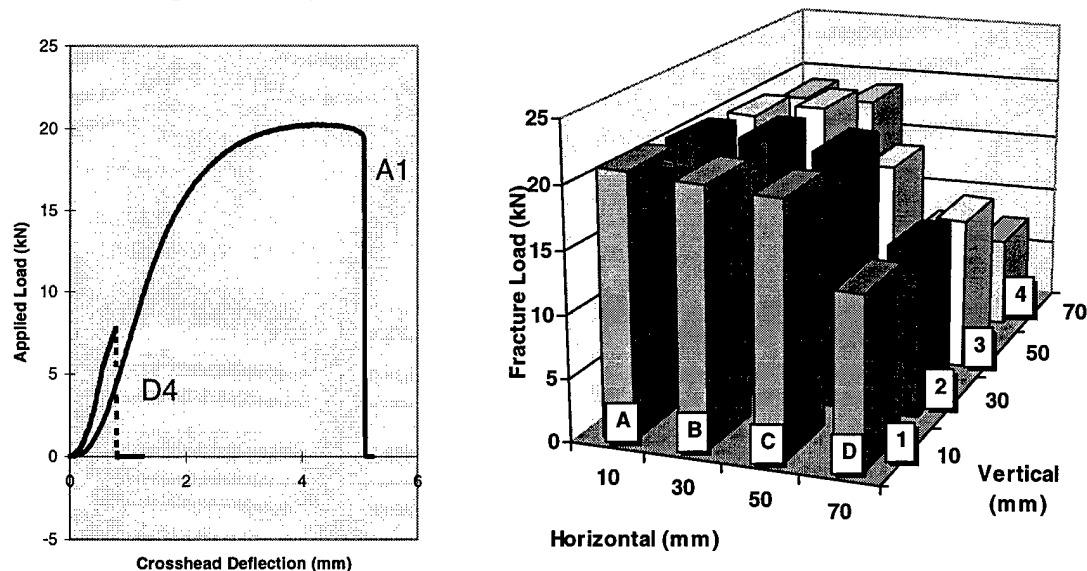 25
20
15
10
5
0
-5
0
2
4
6
Applied Load (kN)
Crosshead Deflection (mm)
A1
D4
25
20
15
10
5
0
Fracture Load (kN)
A
B
C
D
1
2
3
4
10
30
50
70
Horizontal (mm)
10
30
50
70
Vertical
(mm)